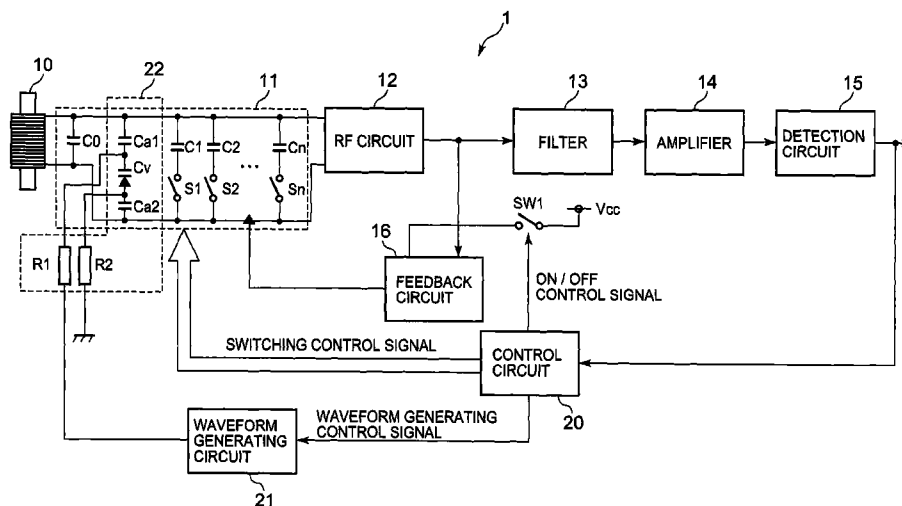 1
10
22
11
12
13
14
15
C0
Ca1
Cv
Ca2
C1
C2
...
Cn
S1
S2
Sn
RF CIRCUIT
FILTER
AMPLIFIER
DETECTION
CIRCUIT
SW1
Vcc
R1
R2
16
FEEDBACK
CIRCUIT
ON / OFF
CONTROL SIGNAL
SWITCHING CONTROL SIGNAL
CONTROL
CIRCUIT
20
WAVEFORM GENERATING
CONTROL SIGNAL
WAVEFORM
GENERATING
CIRCUIT
21